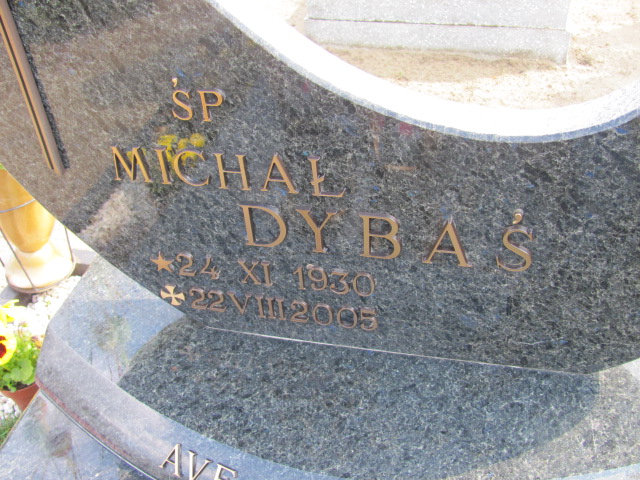 ŚP
MICHAŁ
DYBAŚ
24 XI 1930
22 VIII 2005
AVE